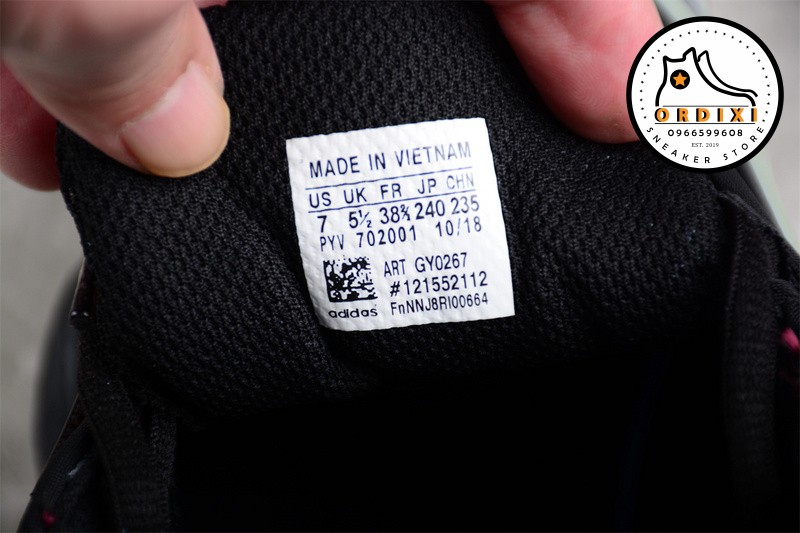 MADE IN VIETNAM
US UK FR JP CHN
7 5½ 38⅔ 240 235
PYV 702001 10/18
ART GY0267
#121552112
FnNNJ8RI00664
adidas
ORDIXI
0966599608
EST. 2019
SNEAKER STORE